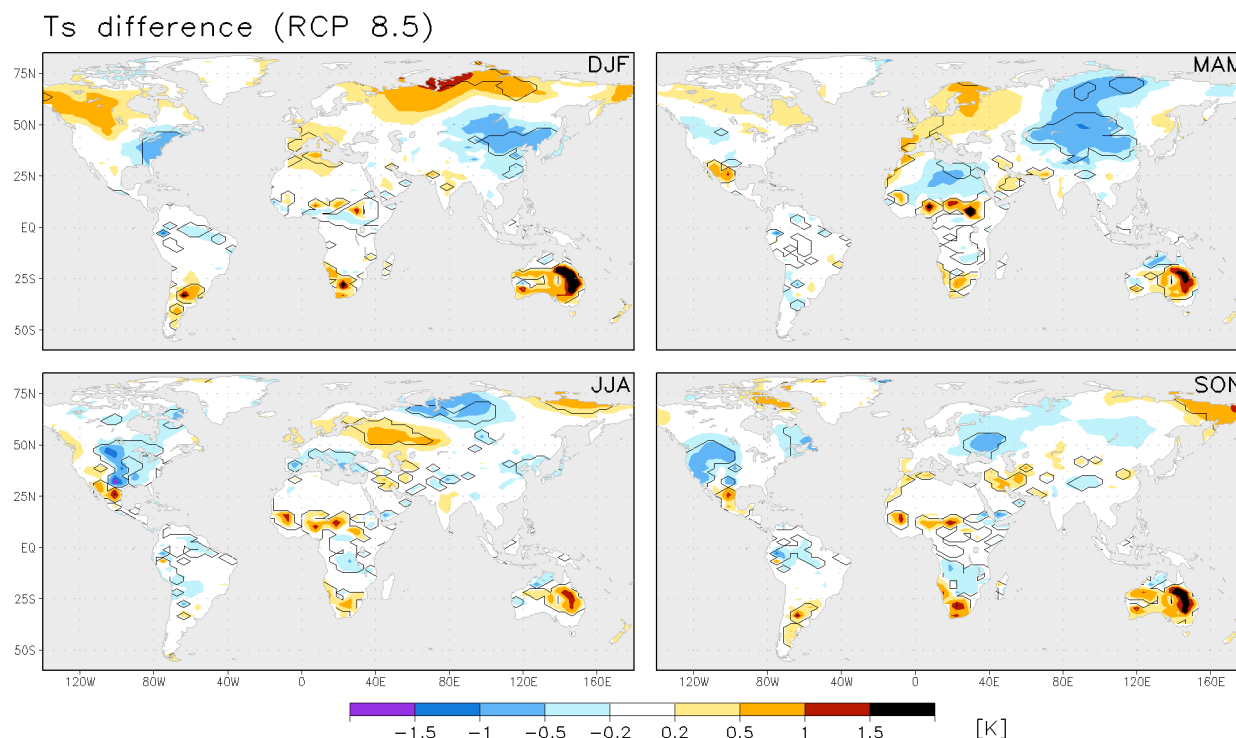 Ts difference (RCP 8.5)
DJF
MAM
75N
50N
25N
EQ
25S
50S
JJA
SON
75N
50N
25N
EQ
25S
50S
120W 80W 40W 0 40E 80E 120E 160E
120W 80W 40W 0 40E 80E 120E 160E
−1.5 −1 −0.5 −0.2 0.2 0.5 1 1.5 [K]